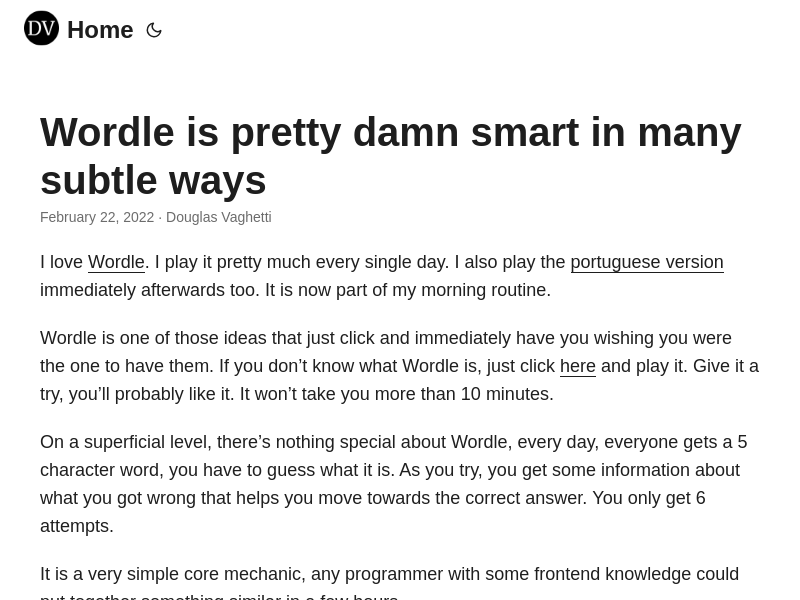 DV Home
Wordle is pretty damn smart in many
subtle ways
February 22, 2022 · Douglas Vaghetti
I love Wordle. I play it pretty much every single day. I also play the portuguese version
immediately afterwards too. It is now part of my morning routine.
Wordle is one of those ideas that just click and immediately have you wishing you were
the one to have them. If you don’t know what Wordle is, just click here and play it. Give it a
try, you’ll probably like it. It won’t take you more than 10 minutes.
On a superficial level, there’s nothing special about Wordle, every day, everyone gets a 5
character word, you have to guess what it is. As you try, you get some information about
what you got wrong that helps you move towards the correct answer. You only get 6
attempts.
It is a very simple core mechanic, any programmer with some frontend knowledge could
put together something similar in a few hours.